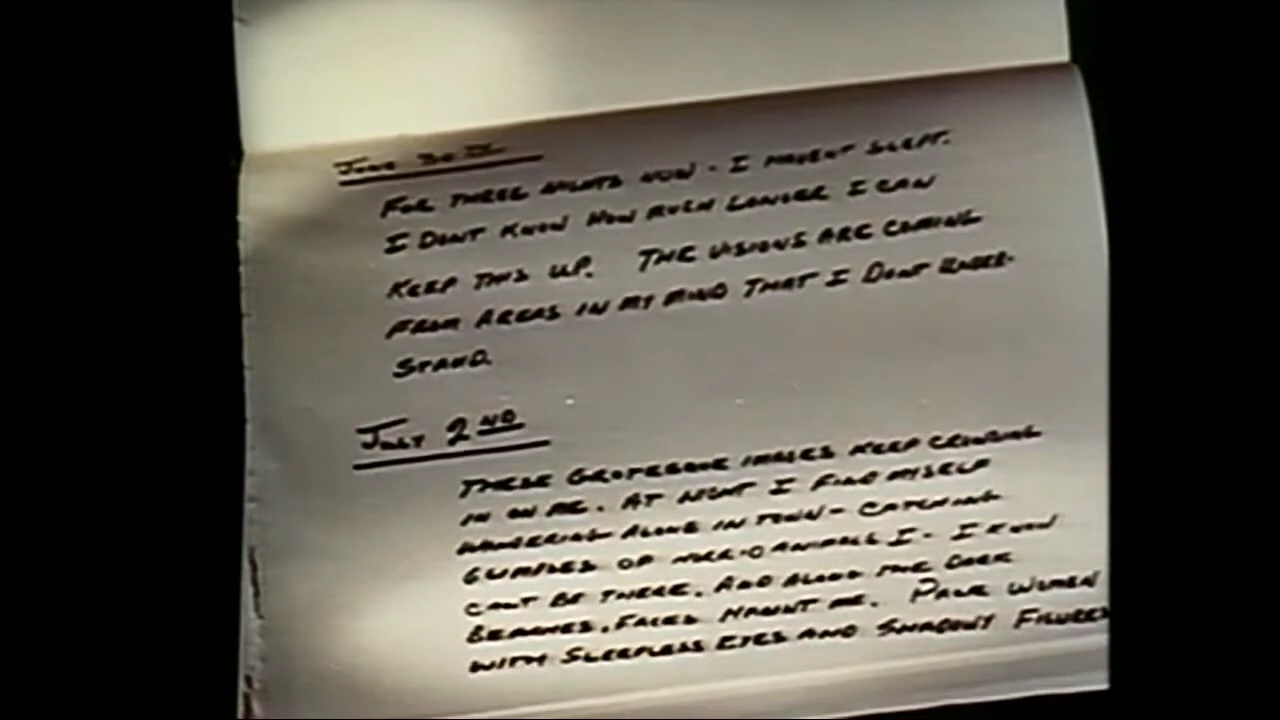 JUNE 30
FOR THREE NIGHTS NOW - I HAVENT SLEPT.
I DONT KNOW HOW MUCH LONGER I CAN
KEEP THIS UP. THE VISIONS ARE COMING
FROM AREAS IN MY MIND THAT I DONT UNDER-
STAND.
JULY 2ND
THESE GROTESQUE IMAGES KEEP CROWDING
IN ON ME. AT NIGHT I FIND MYSELF
WANDERING ALONE IN TOWN - CATCHING
OF ANIMALS I - I KNOW
CANT BE THERE. AND ALONG THE DARK
BEACHES, FACES HAUNT ME. PALE WOMEN
WITH SLEEPLESS EYES AND SHADOWY FIGURES